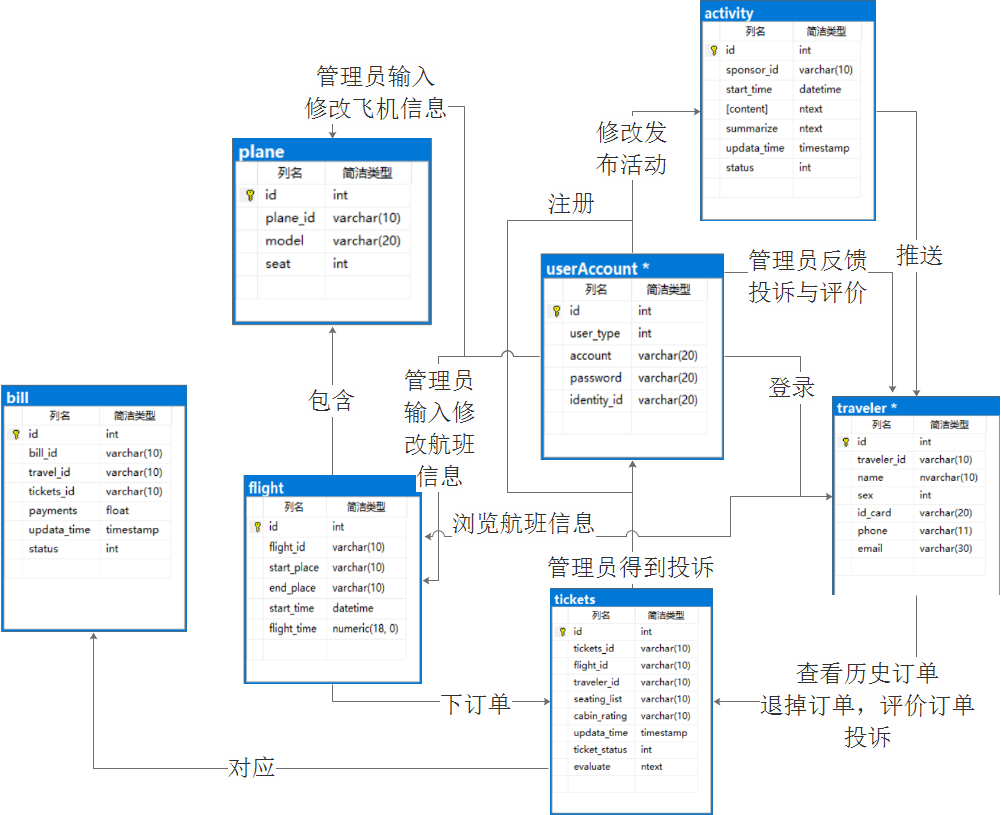 activity
列名 简洁类型
id int
sponsor_id varchar(10)
start_time datetime
[content] ntext
summarize ntext
updata_time timestamp
status int
管理员输入
修改飞机信息
修改发
布活动
plane
列名 简洁类型
id int
plane_id varchar(10)
model varchar(20)
seat int
注册
推送
管理员反馈
投诉与评价
userAccount *
列名 简洁类型
id int
user_type int
account varchar(20)
password varchar(20)
identity_id varchar(20)
管理员
输入修
改航班
信息
登录
包含
bill
列名 简洁类型
id int
bill_id varchar(10)
travel_id varchar(10)
tickets_id varchar(10)
payments float
updata_time timestamp
status int
traveler *
列名 简洁类型
id int
traveler_id varchar(10)
name nvarchar(10)
sex int
id_card varchar(20)
phone varchar(11)
email varchar(30)
flight
列名 简洁类型
id int
flight_id varchar(10)
start_place varchar(10)
end_place varchar(10)
start_time datetime
flight_time numeric(18, 0)
浏览航班信息
管理员得到投诉
tickets
列名 简洁类型
id int
tickets_id varchar(10)
flight_id varchar(10)
traveler_id varchar(10)
seating_list varchar(10)
cabin_rating varchar(10)
updata_time timestamp
ticket_status int
evaluate ntext
查看历史订单
退掉订单，评价订单
投诉
下订单
对应